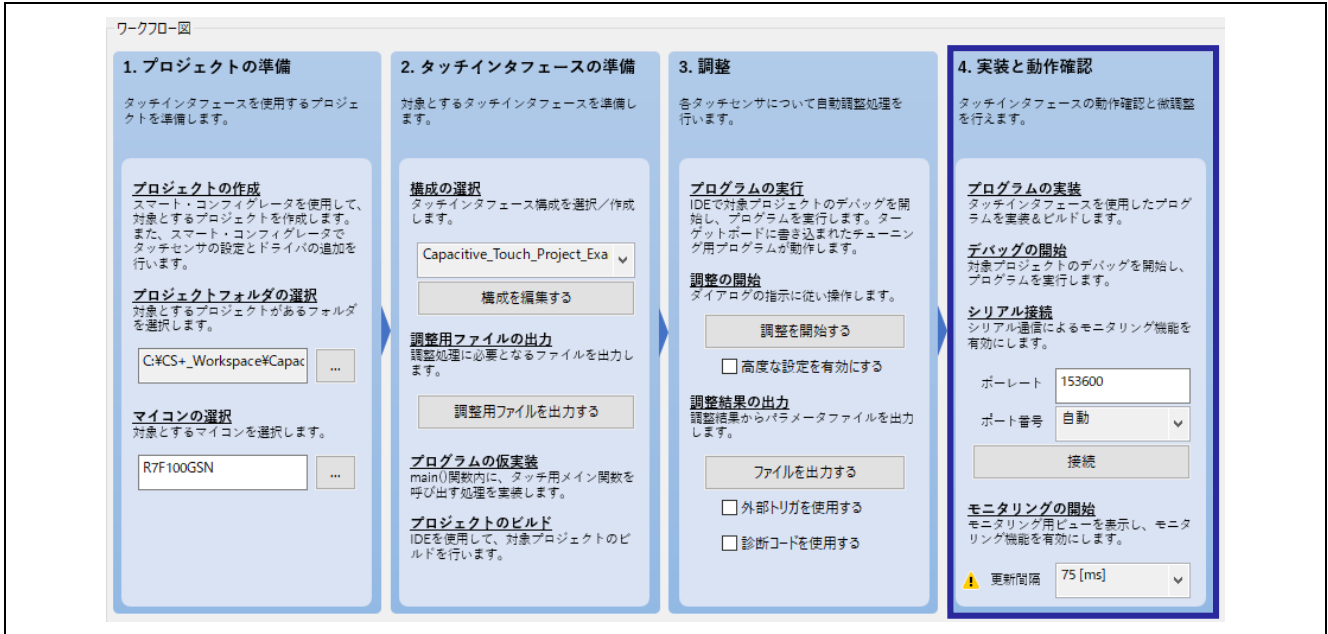 ワークフロー図
1. プロジェクトの準備
タッチインタフェースを使用するプロジェ
クトを準備します。
プロジェクトの作成
スマート・コンフィグレータを使用して、
対象とするプロジェクトを作成します。
また、スマート・コンフィグレータで
タッチセンサの設定とドライバの追加を
行います。
プロジェクトフォルダの選択
対象とするプロジェクトがあるフォルダ
を選択します。
C:¥CS+_Workspace¥Capac
...
マイコンの選択
対象とするマイコンを選択します。
R7F100GSN
...
2. タッチインタフェースの準備
対象とするタッチインタフェースを準備し
ます。
構成の選択
タッチインタフェース構成を選択／作成
します。
Capacitive_Touch_Project_Exa
構成を編集する
調整用ファイルの出力
調整処理に必要となるファイルを出力し
ます。
調整用ファイルを出力する
プログラムの仮実装
main()関数内に、タッチ用メイン関数を
呼び出す処理を実装します。
プロジェクトのビルド
IDEを使用して、対象プロジェクトのビ
ルドを行います。
3. 調整
各タッチセンサについて自動調整処理を
行います。
プログラムの実行
IDEで対象プロジェクトのデバッグを開
始し、プログラムを実行します。ター
ゲットボードに書き込まれたチューニン
グ用プログラムが動作します。
調整の開始
ダイアログの指示に従い操作します。
調整を開始する
高度な設定を有効にする
調整結果の出力
調整結果からパラメータファイルを出力
します。
ファイルを出力する
外部トリガを使用する
診断コードを使用する
4. 実装と動作確認
タッチインタフェースの動作確認と微調整
を行えます。
プログラムの実装
タッチインタフェースを使用したプログ
ラムを実装&ビルドします。
デバッグの開始
対象プロジェクトのデバッグを開始し、
プログラムを実行します。
シリアル接続
シリアル通信によるモニタリング機能を
有効にします。
ボーレート 153600
ポート番号 自動
接続
モニタリングの開始
モニタリング用ビューを表示し、モニタ
リング機能を有効にします。
更新間隔 75 [ms]